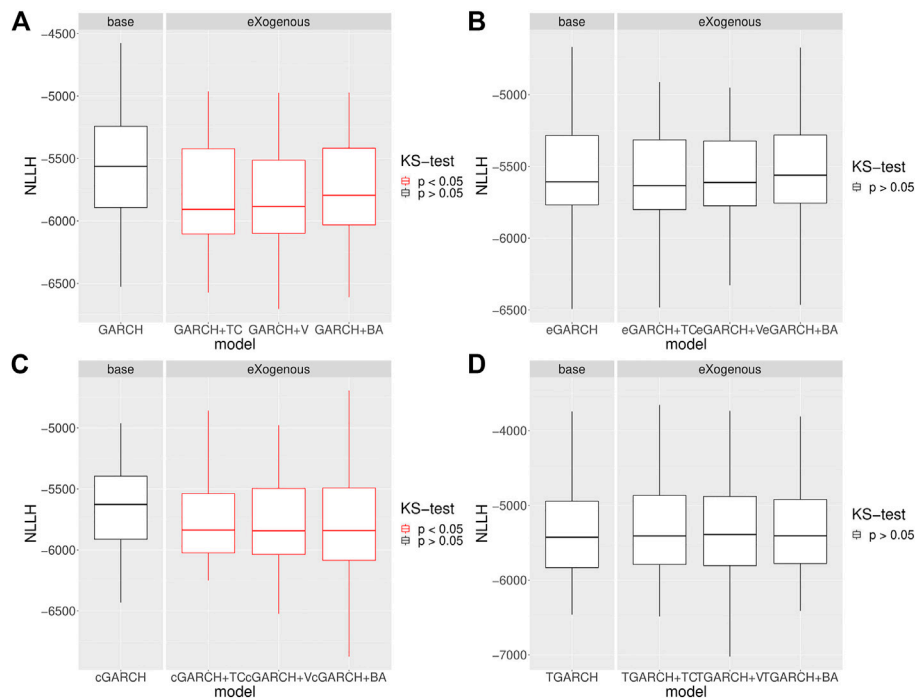 A
base eXogenous
−4500
−5000
−5500
−6000
−6500
NLLH
GARCH GARCH+TC GARCH+V GARCH+BA
model
KS-test
p < 0.05
p > 0.05
B
base eXogenous
−5000
−5500
−6000
−6500
NLLH
eGARCH eGARCH+TC eGARCH+V eGARCH+BA
model
KS-test
p > 0.05
C
base eXogenous
−5000
−5500
−6000
−6500
NLLH
cGARCH cGARCH+TC cGARCH+V cGARCH+BA
model
KS-test
p < 0.05
p > 0.05
D
base eXogenous
−4000
−5000
−6000
−7000
NLLH
TGARCH TGARCH+TC TGARCH+V TGARCH+BA
model
KS-test
p > 0.05